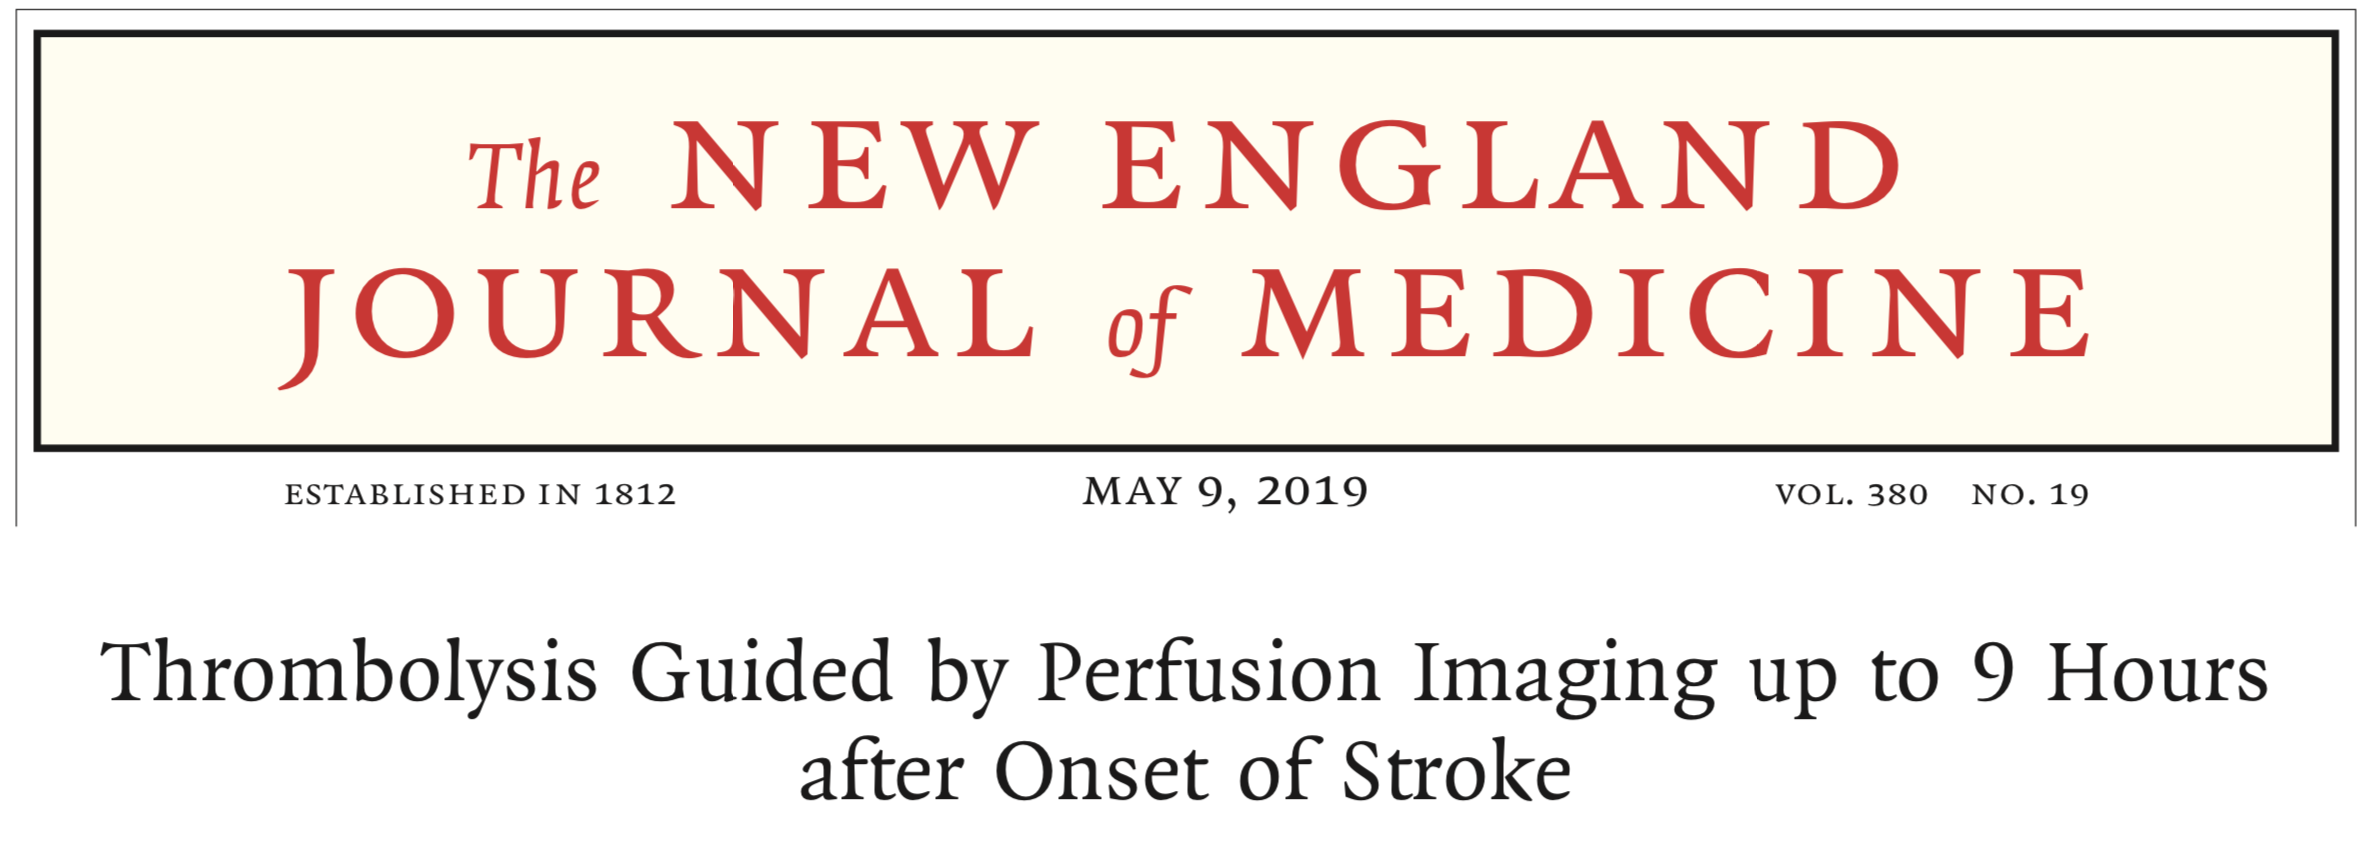 The NEW ENGLAND
JOURNAL of MEDICINE
ESTABLISHED IN 1812 MAY 9, 2019 VOL. 380 NO. 19
Thrombolysis Guided by Perfusion Imaging up to 9 Hours
after Onset of Stroke